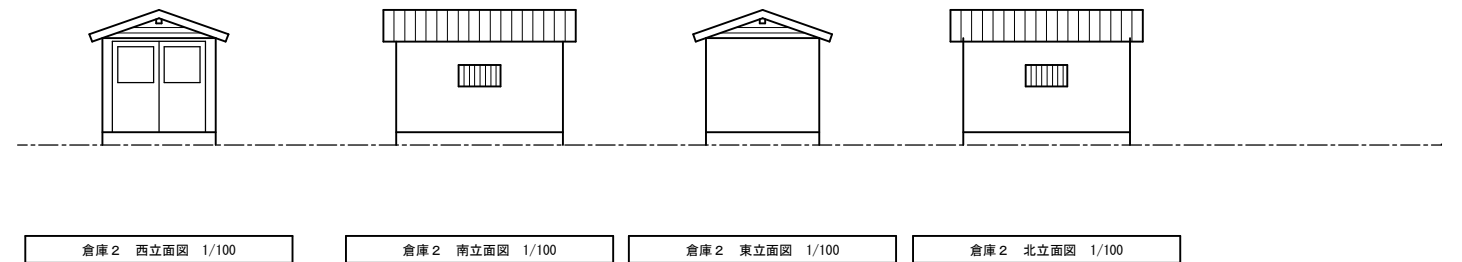 倉庫２　西立面図　1/100
倉庫２　南立面図　1/100
倉庫２　東立面図　1/100
倉庫２　北立面図　1/100